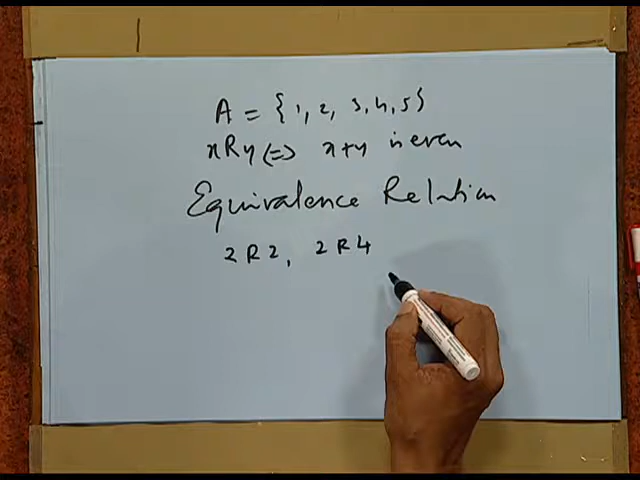 A = {1, 2, 3, 4, 5}
xRy <=> x+y is even
Equivalence Relation
2R2, 2R4